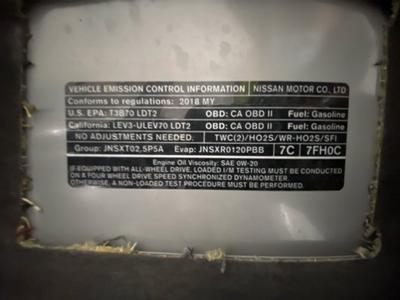 VEHICLE EMISSION CONTROL INFORMATION NISSAN MOTOR CO., LTD
Conforms to regulations: 2018 MY
U.S. EPA: T3B70 LDT2 OBD: CA OBD II Fuel: Gasoline
California: LEV3-ULEV70 LDT2 OBD: CA OBD II Fuel: Gasoline
NO ADJUSTMENTS NEEDED. TWC(2)/HO2S/WR-HO2S/SFI
Group: JNSXT02.5P5A Evap: JNSXR0120PBB 7C 7FH0C
Engine Oil Viscosity: SAE 0W-20
IF EQUIPPED WITH ALL-WHEEL DRIVE, LOADED I/M TESTING MUST BE CONDUCTED
ON A FOUR WHEEL DRIVE SPEED SYNCHRONIZED DYNAMOMETER.
OTHERWISE, A NON-LOADED TEST PROCEDURE MUST BE PERFORMED.